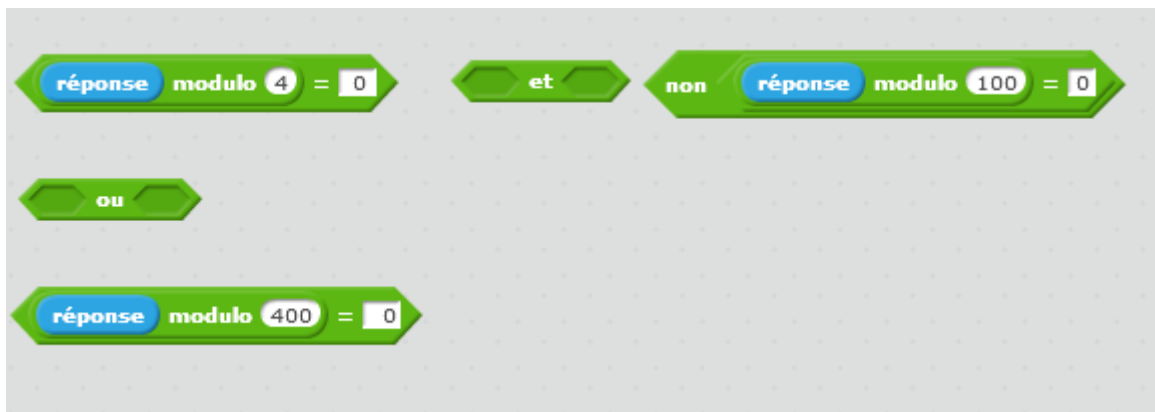 réponse modulo 4 = 0 et non réponse modulo 100 = 0
ou
réponse modulo 400 = 0